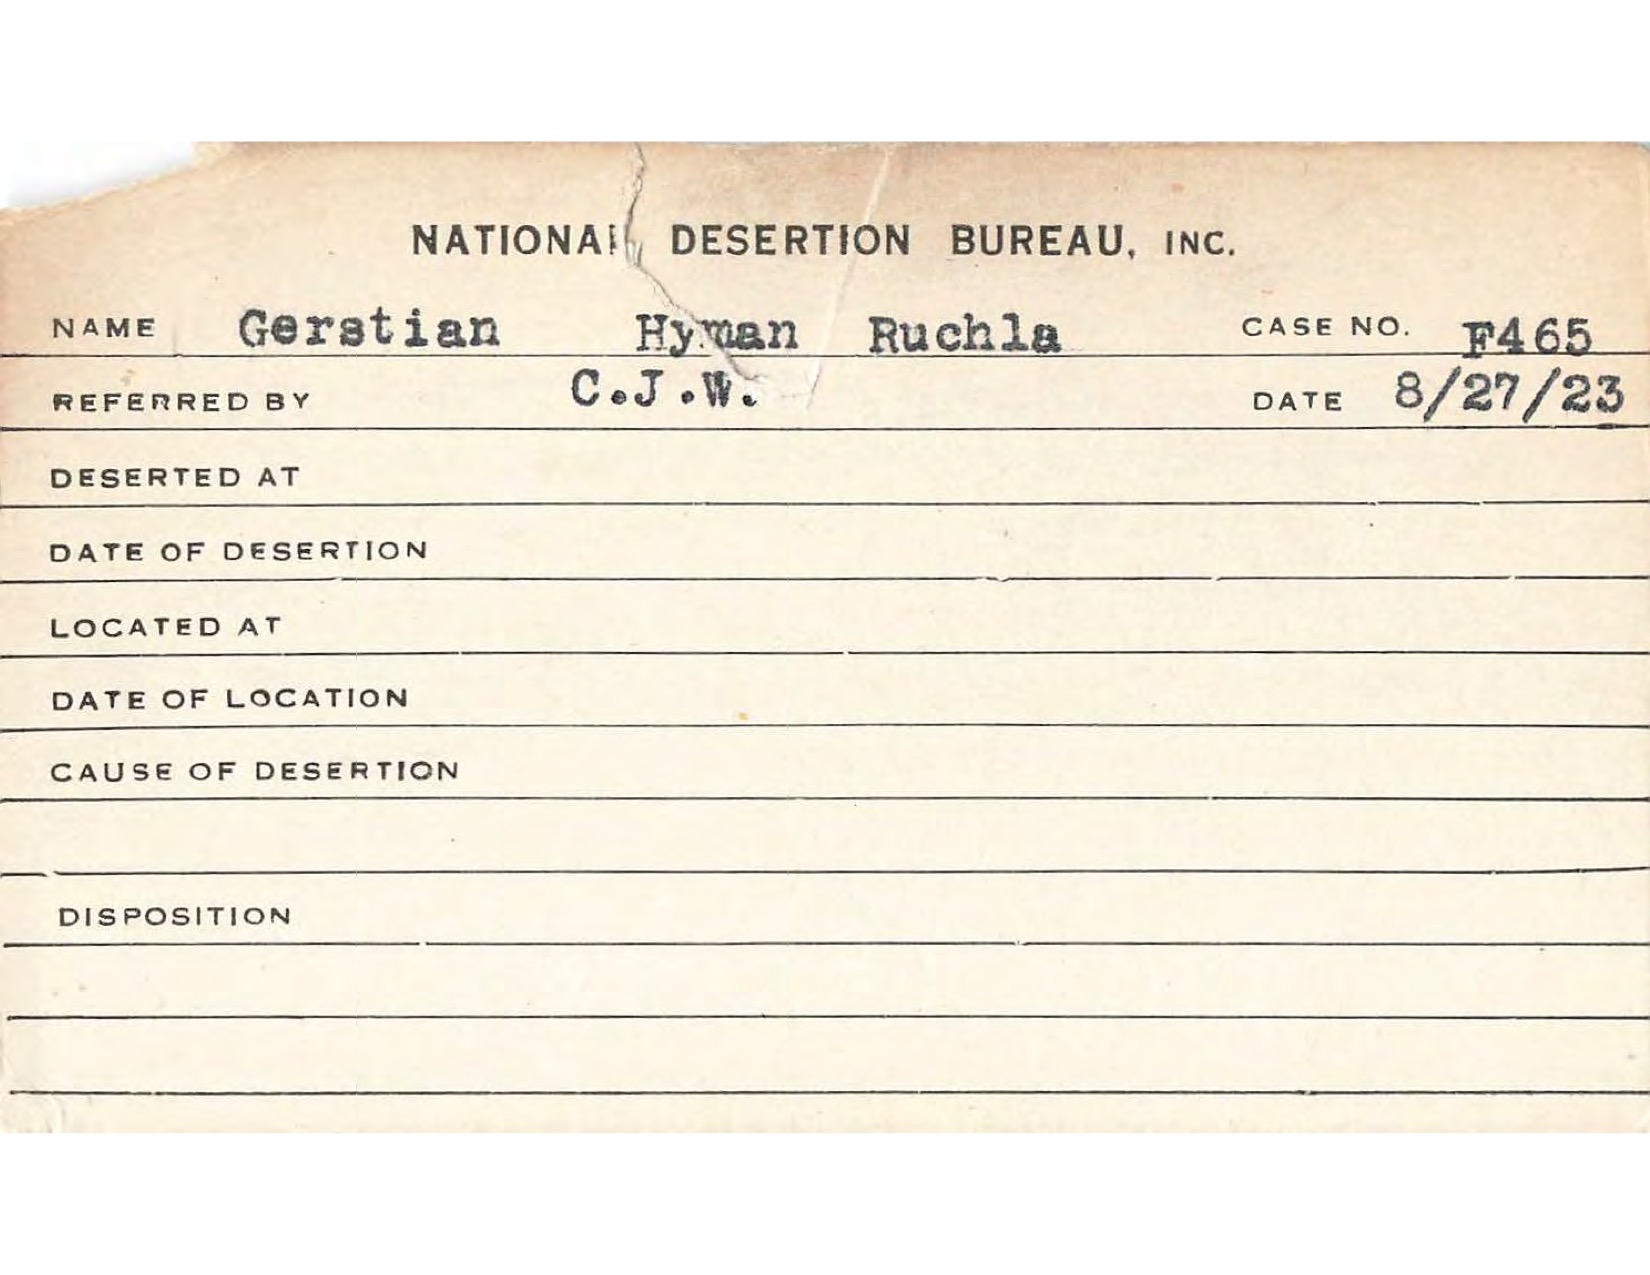 NATIONAL DESERTION BUREAU, INC.
NAME Gerstian Hyman Ruchla CASE NO. F465
REFERRED BY C.J.W. DATE 8/27/23
DESERTED AT
DATE OF DESERTION
LOCATED AT
DATE OF LOCATION
CAUSE OF DESERTION
DISPOSITION